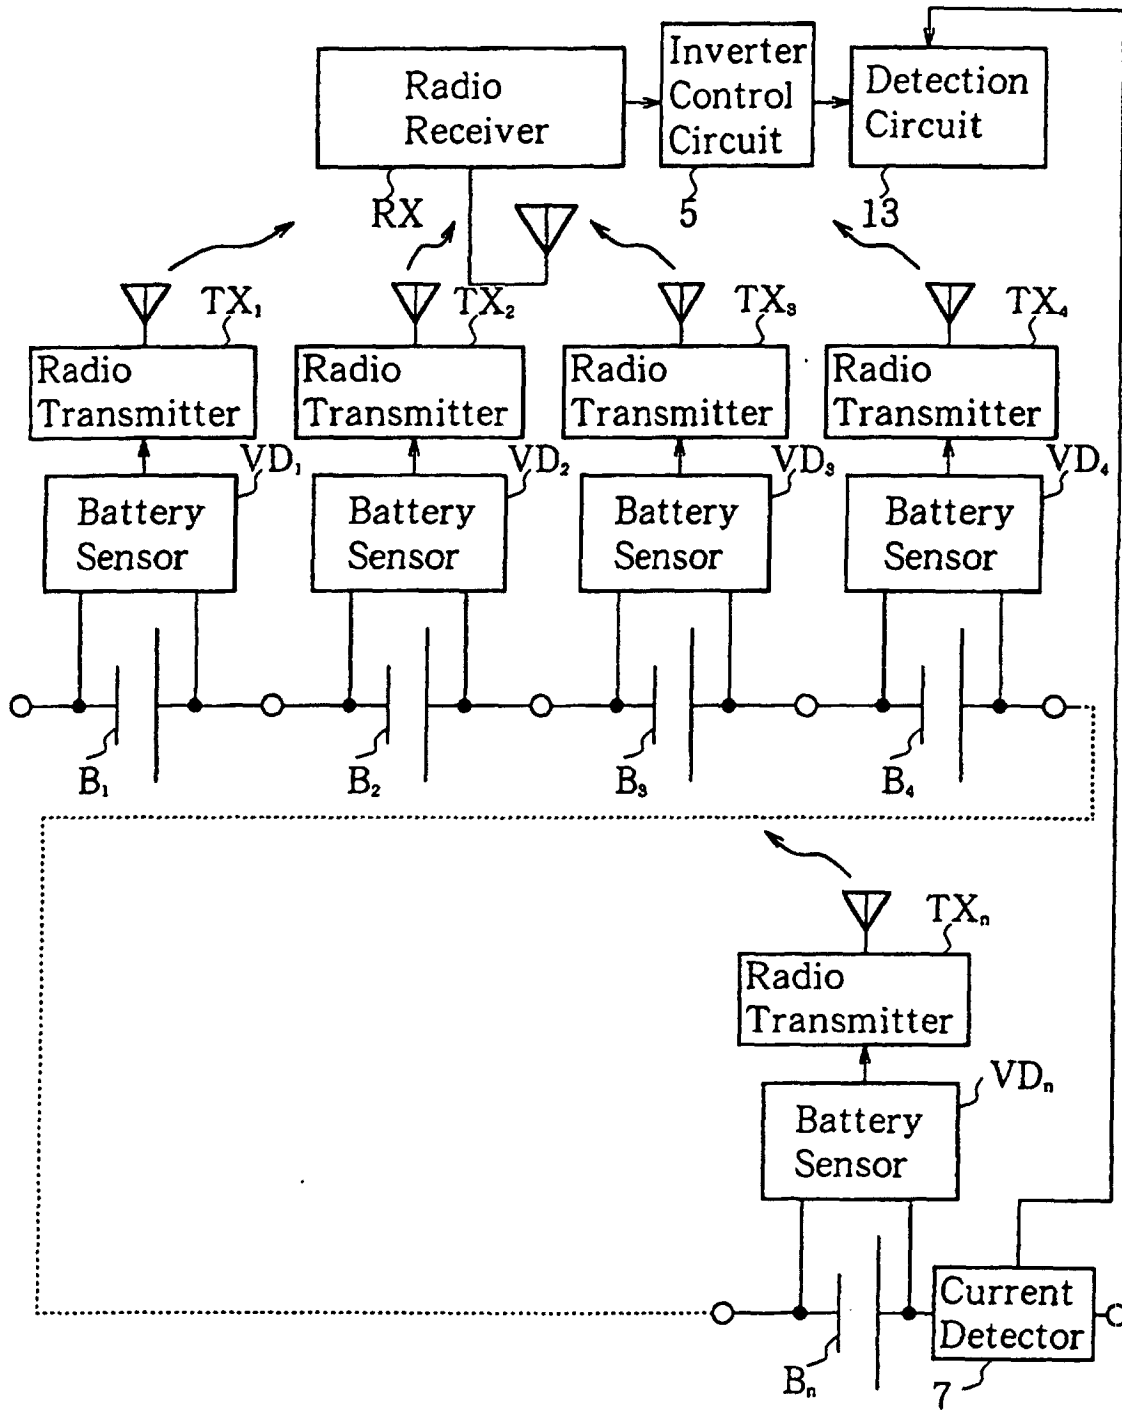 Radio
Receiver
Inverter
Control
Circuit
Detection
Circuit
RX
5
13
TX₁
TX₂
TX₃
TX₄
Radio
Transmitter
Radio
Transmitter
Radio
Transmitter
Radio
Transmitter
VD₁
VD₂
VD₃
VD₄
Battery
Sensor
Battery
Sensor
Battery
Sensor
Battery
Sensor
B₁
B₂
B₃
B₄
TXₙ
Radio
Transmitter
VDₙ
Battery
Sensor
Current
Detector
Bₙ
7